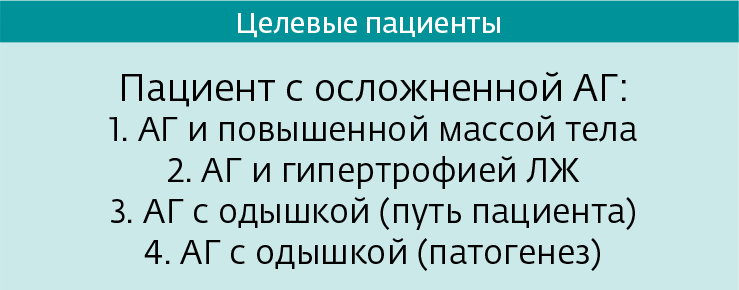 Целевые пациенты
Пациент с осложненной АГ:
1. АГ и повышенной массой тела
2. АГ и гипертрофией ЛЖ
3. АГ с одышкой (путь пациента)
4. АГ с одышкой (патогенез)